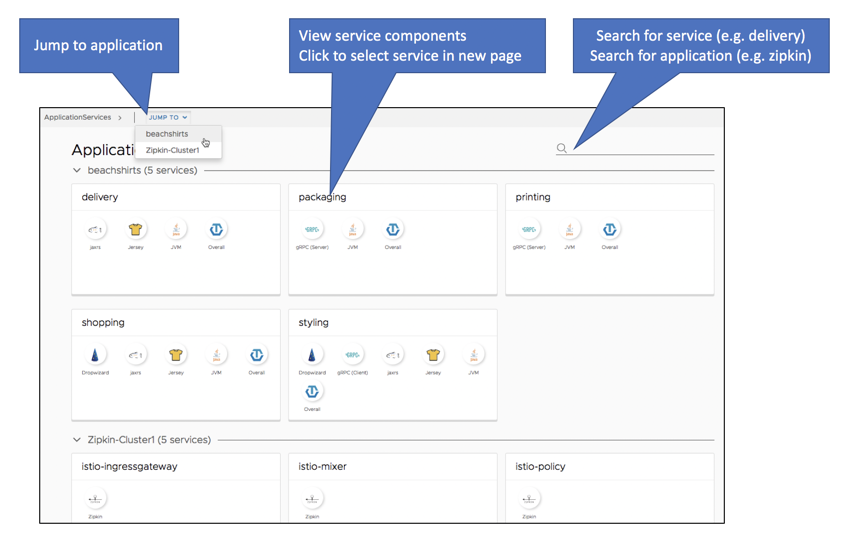 Jump to application
View service components
Click to select service in new page
Search for service (e.g. delivery)
Search for application (e.g. zipkin)
ApplicationServices > JUMP TO
beachshirts
Zipkin-Cluster1
Applicati
beachshirts (5 services)
delivery
packaging
printing
jaxrs Jersey JVM Overall
gRPC (Server) JVM Overall
gRPC (Server) JVM Overall
shopping
styling
Dropwizard jaxrs Jersey JVM Overall
Dropwizard gRPC (Client) jaxrs Jersey JVM
Overall
Zipkin-Cluster1 (5 services)
istio-ingressgateway
istio-mixer
istio-policy
Zipkin
Zipkin
Zipkin